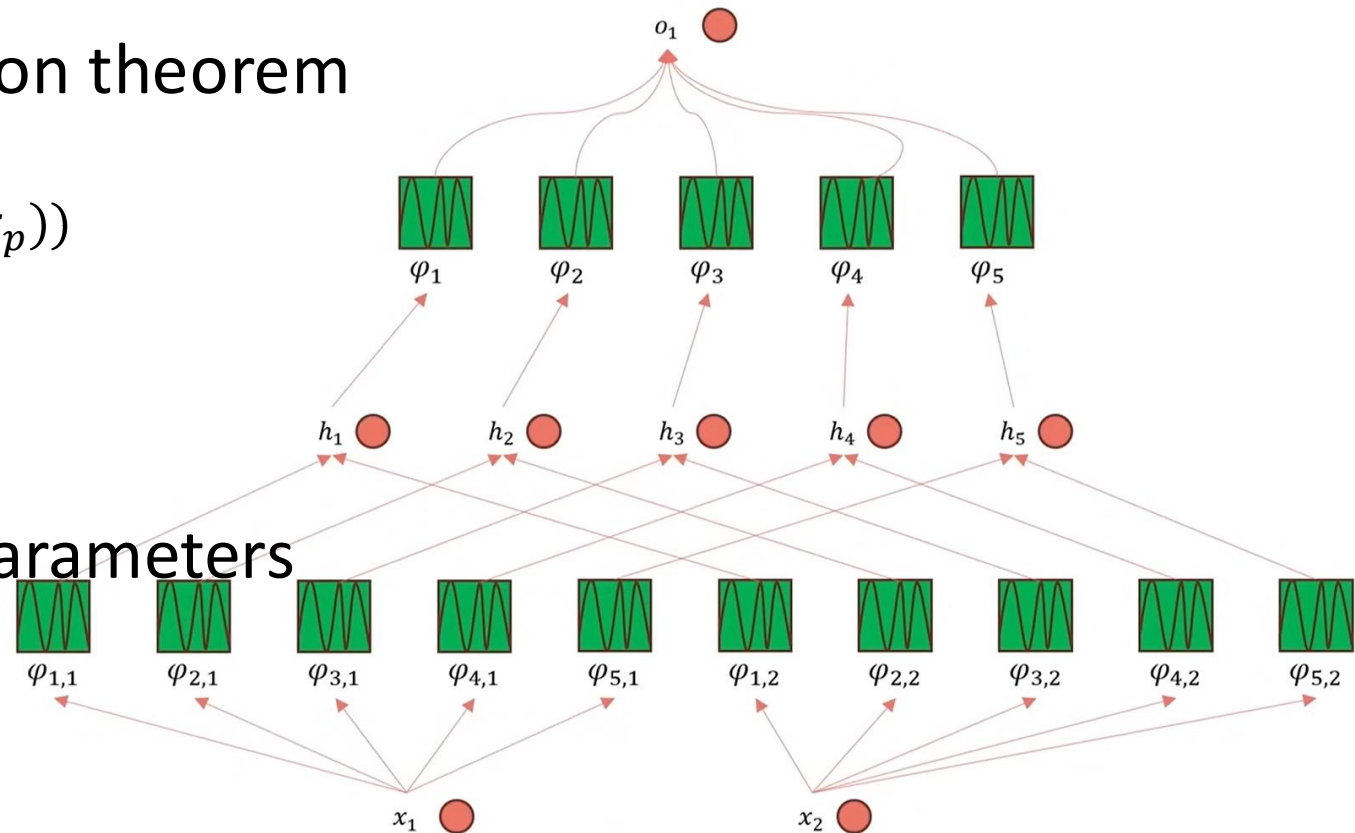 o₁
on theorem
ₚ))
φ₁ φ₂ φ₃ φ₄ φ₅
h₁ h₂ h₃ h₄ h₅
arameters
φ₁,₁ φ₂,₁ φ₃,₁ φ₄,₁ φ₅,₁ φ₁,₂ φ₂,₂ φ₃,₂ φ₄,₂ φ₅,₂
x₁ x₂